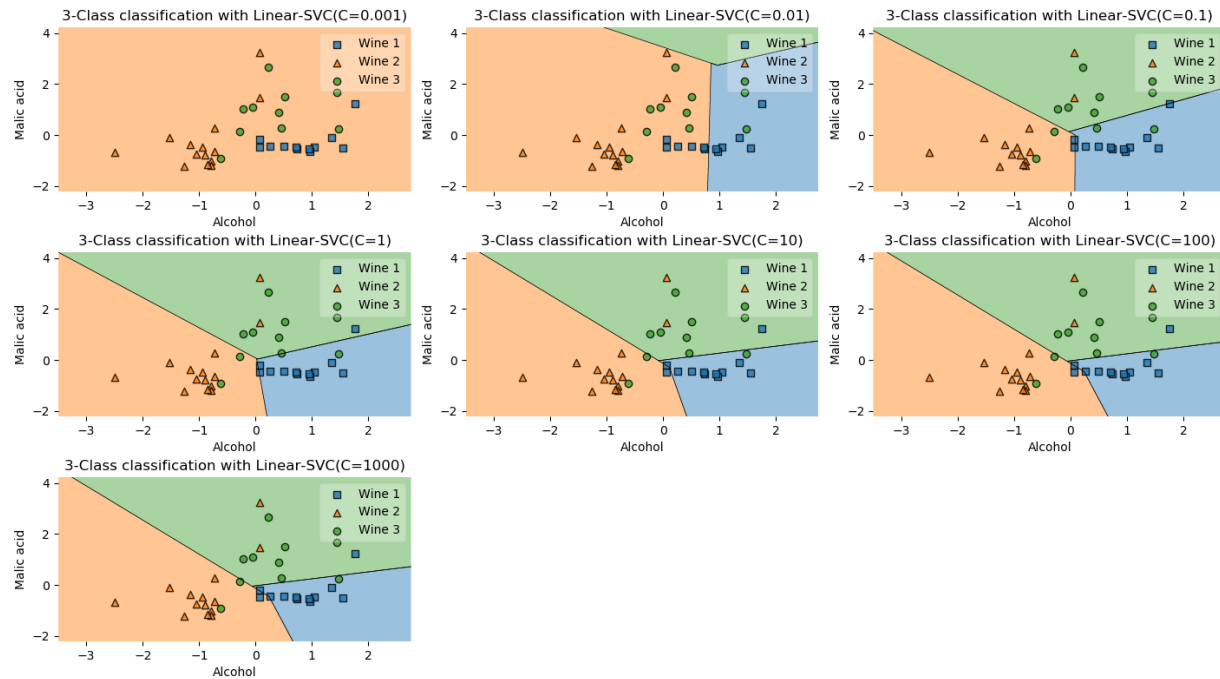 3-Class classification with Linear-SVC(C=0.001)
4
2
0
−2
Malic acid
Wine 1
Wine 2
Wine 3
−3 −2 −1 0 1 2
Alcohol
3-Class classification with Linear-SVC(C=0.01)
4
2
0
−2
Malic acid
Wine 1
Wine 2
Wine 3
−3 −2 −1 0 1 2
Alcohol
3-Class classification with Linear-SVC(C=0.1)
4
2
0
−2
Malic acid
Wine 1
Wine 2
Wine 3
−3 −2 −1 0 1 2
Alcohol
3-Class classification with Linear-SVC(C=1)
4
2
0
−2
Malic acid
Wine 1
Wine 2
Wine 3
−3 −2 −1 0 1 2
Alcohol
3-Class classification with Linear-SVC(C=10)
4
2
0
−2
Malic acid
Wine 1
Wine 2
Wine 3
−3 −2 −1 0 1 2
Alcohol
3-Class classification with Linear-SVC(C=100)
4
2
0
−2
Malic acid
Wine 1
Wine 2
Wine 3
−3 −2 −1 0 1 2
Alcohol
3-Class classification with Linear-SVC(C=1000)
4
2
0
−2
Malic acid
Wine 1
Wine 2
Wine 3
−3 −2 −1 0 1 2
Alcohol